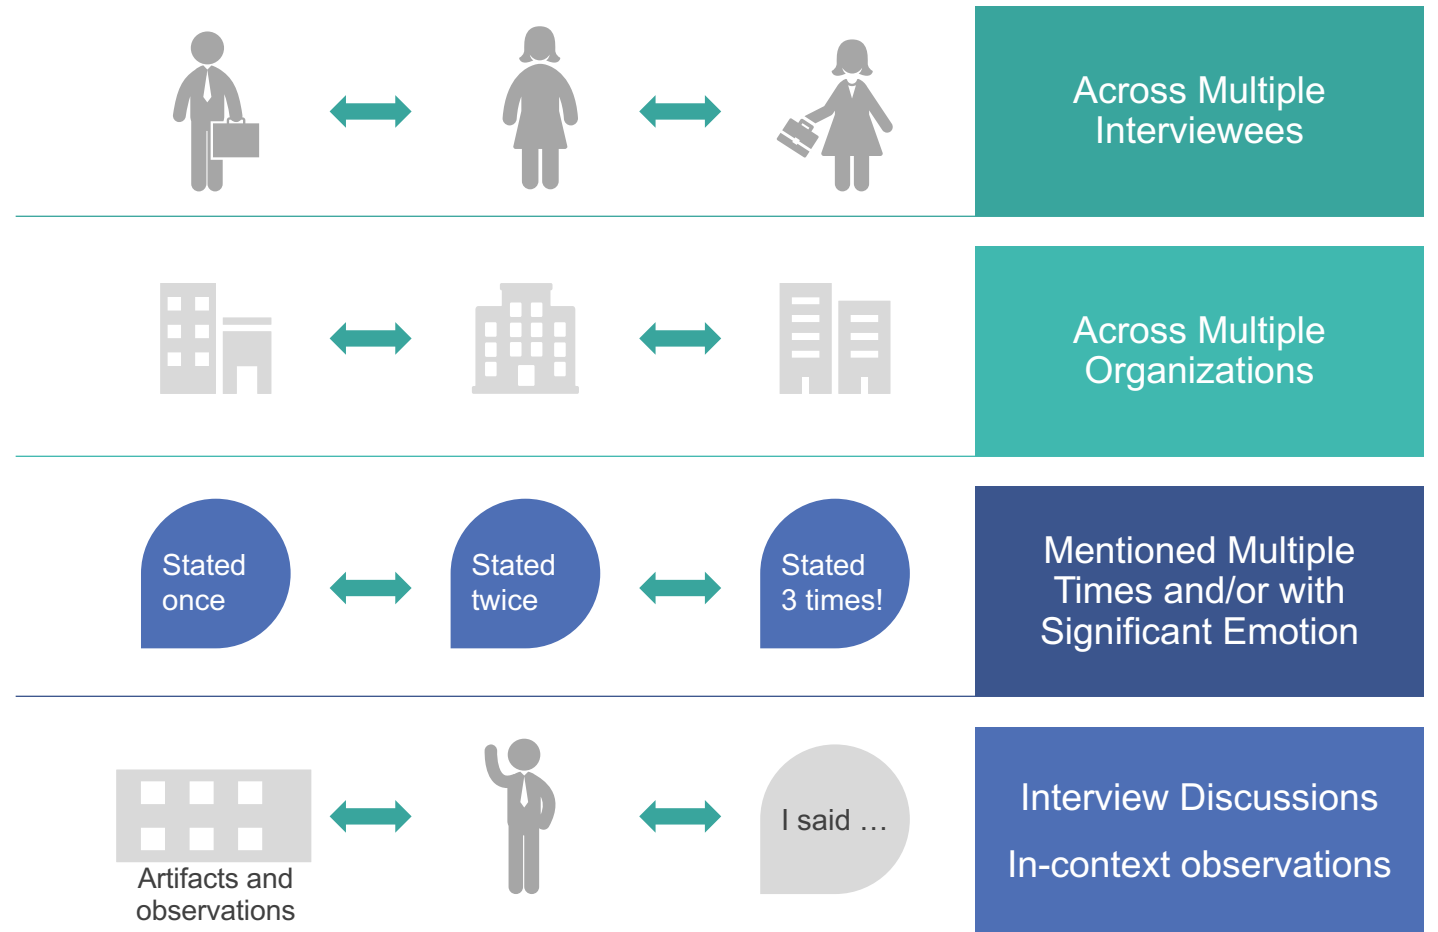 Across Multiple
Interviewees
Across Multiple
Organizations
Stated
once
Stated
twice
Stated
3 times!
Mentioned Multiple
Times and/or with
Significant Emotion
Artifacts and
observations
I said …
Interview Discussions
In-context observations